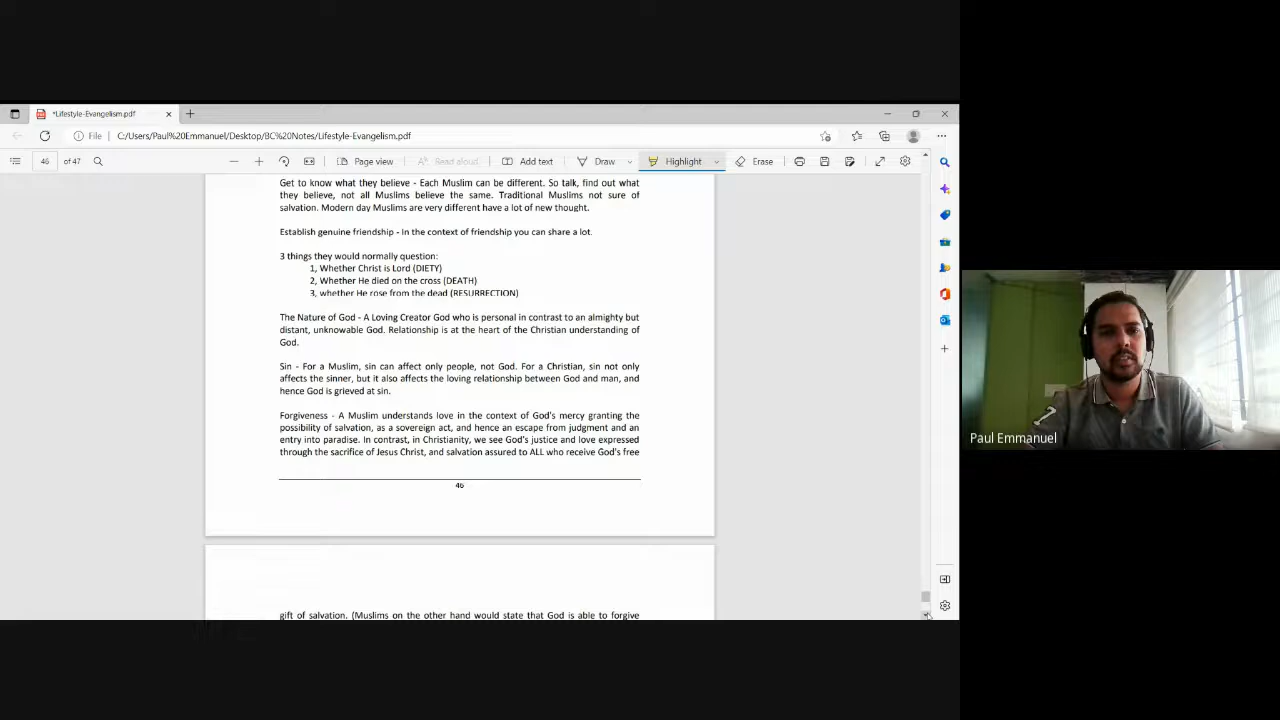 *Lifestyle-Evangelism.pdf
File C:/Users/Paul%20Emmanuel/Desktop/BC%20Notes/Lifestyle-Evangelism.pdf
46 of 47 Page view Read aloud Add text Draw Highlight Erase
Get to know what they believe - Each Muslim can be different. So talk, find out what
they believe, not all Muslims believe the same. Traditional Muslims not sure of
salvation. Modern day Muslims are very different have a lot of new thought.
Establish genuine friendship - in the context of friendship you can share a lot.
3 things they would normally question:
1, Whether Christ is Lord (DIETY)
2, Whether He died on the cross (DEATH)
3, whether He rose from the dead (RESURRECTION)
The Nature of God - A Loving Creator God who is personal in contrast to an almighty but
distant, unknowable God. Relationship is at the heart of the Christian understanding of
God.
Sin - For a Muslim, sin can affect only people, not God. For a Christian, sin not only
affects the sinner, but it also affects the loving relationship between God and man, and
hence God is grieved at sin.
Forgiveness - A Muslim understands love in the context of God's mercy granting the
possibility of salvation, as a sovereign act, and hence an escape from judgment and an
entry into paradise. In contrast, in Christianity, we see God's justice and love expressed
through the sacrifice of Jesus Christ, and salvation assured to ALL who receive God's free
46
gift of salvation. (Muslims on the other hand would state that God is able to forgive
Paul Emmanuel